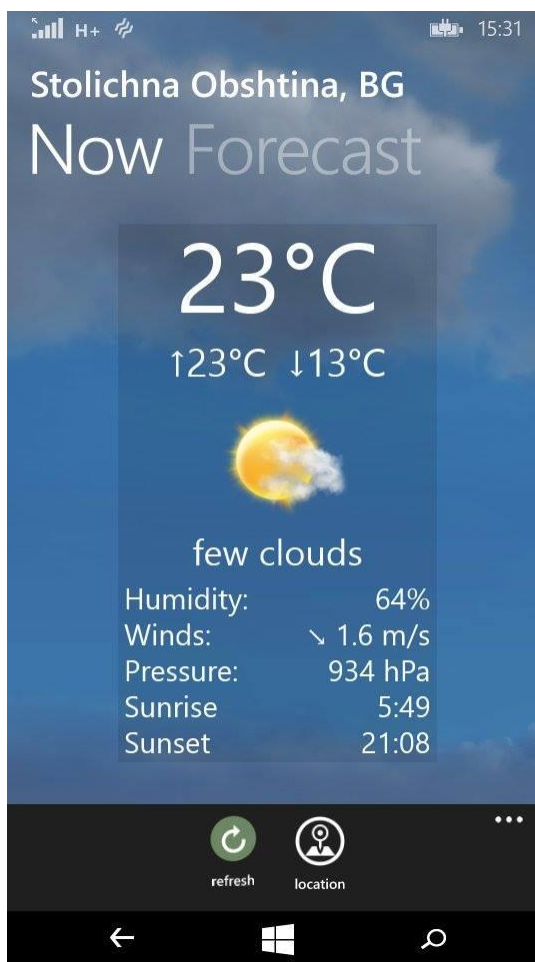 H+ 15:31
Stolichna Obshtina, BG
Now Forecast
23°C
↑23°C ↓13°C
few clouds
Humidity: 64%
Winds: ↘ 1.6 m/s
Pressure: 934 hPa
Sunrise 5:49
Sunset 21:08
refresh location